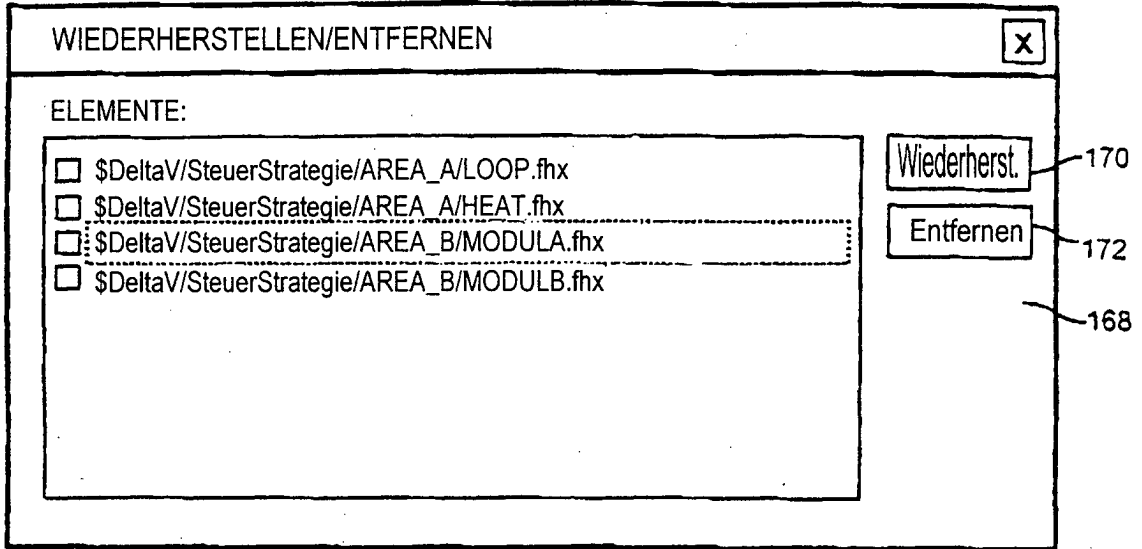 WIEDERHERSTELLEN/ENTFERNEN X
ELEMENTE:
$DeltaV/SteuerStrategie/AREA_A/LOOP.fhx
$DeltaV/SteuerStrategie/AREA_A/HEAT.fhx
$DeltaV/SteuerStrategie/AREA_B/MODULA.fhx
$DeltaV/SteuerStrategie/AREA_B/MODULB.fhx
Wiederherst. 170
Entfernen 172
168